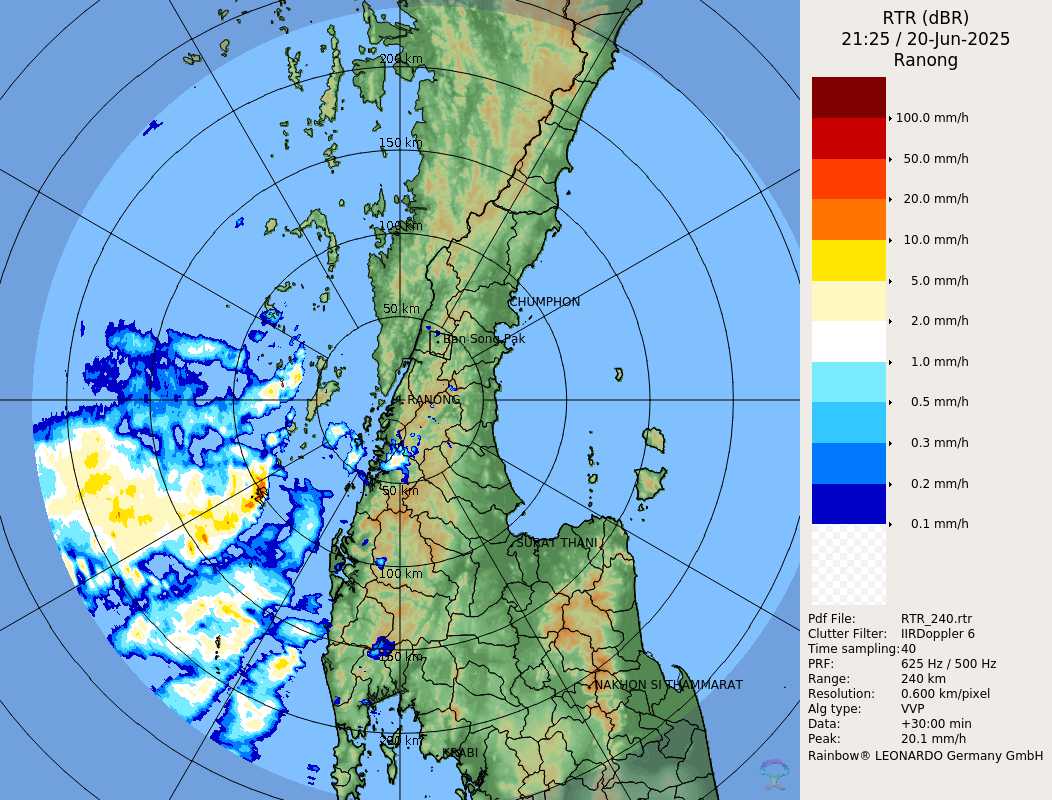 RTR (dBR)
21:25 / 20-Jun-2025
Ranong
100.0 mm/h
50.0 mm/h
20.0 mm/h
10.0 mm/h
5.0 mm/h
2.0 mm/h
1.0 mm/h
0.5 mm/h
0.3 mm/h
0.2 mm/h
0.1 mm/h
Pdf File: RTR_240.rtr
Clutter Filter: IIRDoppler 6
Time sampling:40
PRF: 625 Hz / 500 Hz
Range: 240 km
Resolution: 0.600 km/pixel
Alg type: VVP
Data: +30:00 min
Peak: 20.1 mm/h
Rainbow® LEONARDO Germany GmbH
200 km
150 km
100 km
50 km
CHUMPHON
Ban Song Pak
RANONG
50 km
SURAT THANI
100 km
150 km
NAKHON SI THAMMARAT
200 km
KRABI